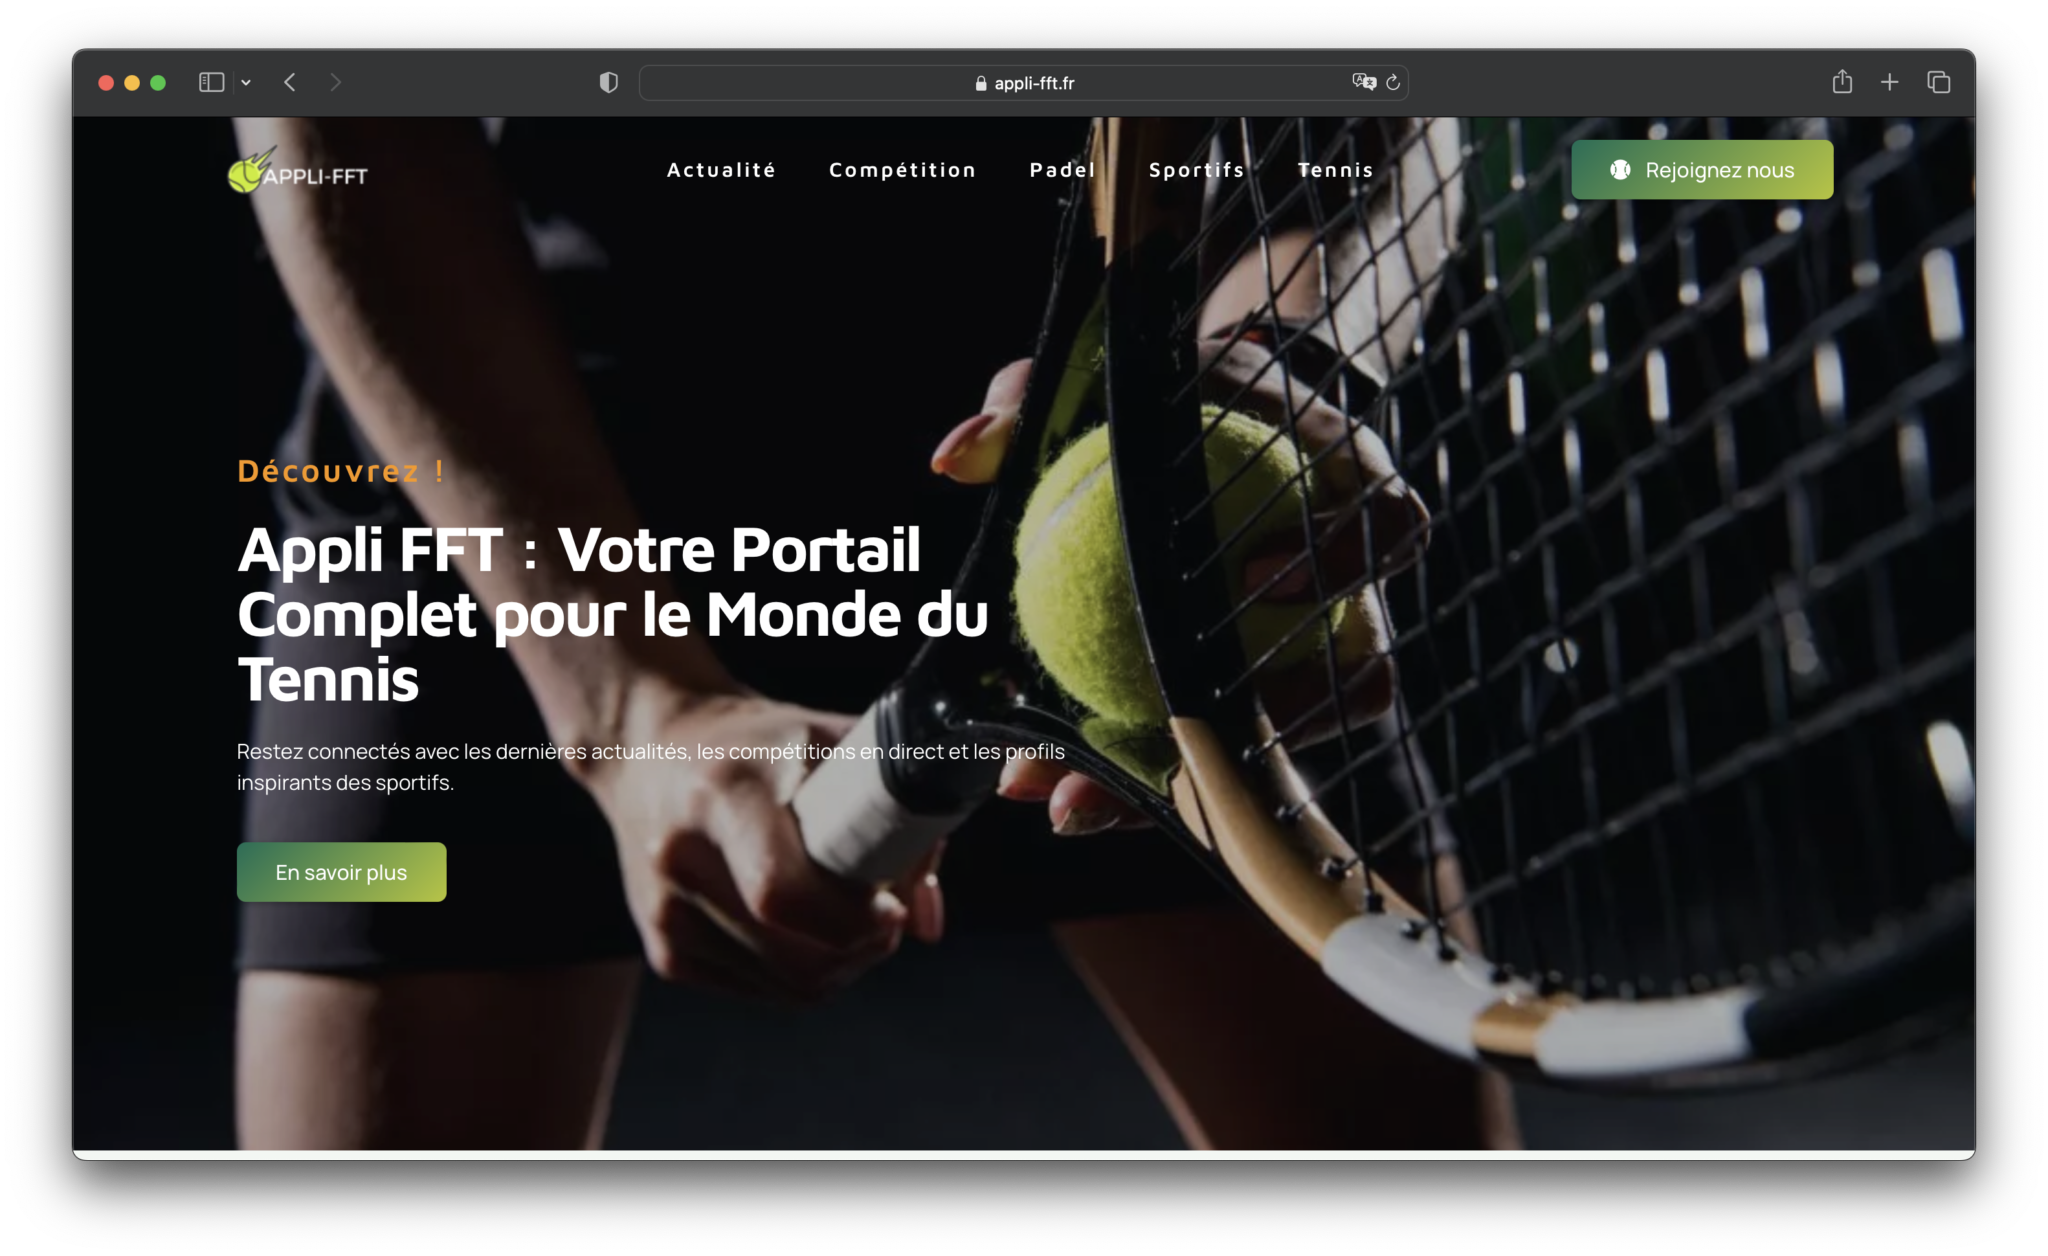 appli-fft.fr
APPLI-FFT
Actualité
Compétition
Padel
Sportifs
Tennis
Rejoignez nous
Découvrez !
Appli FFT : Votre Portail
Complet pour le Monde du
Tennis
Restez connectés avec les dernières actualités, les compétitions en direct et les profils
inspirants des sportifs.
En savoir plus